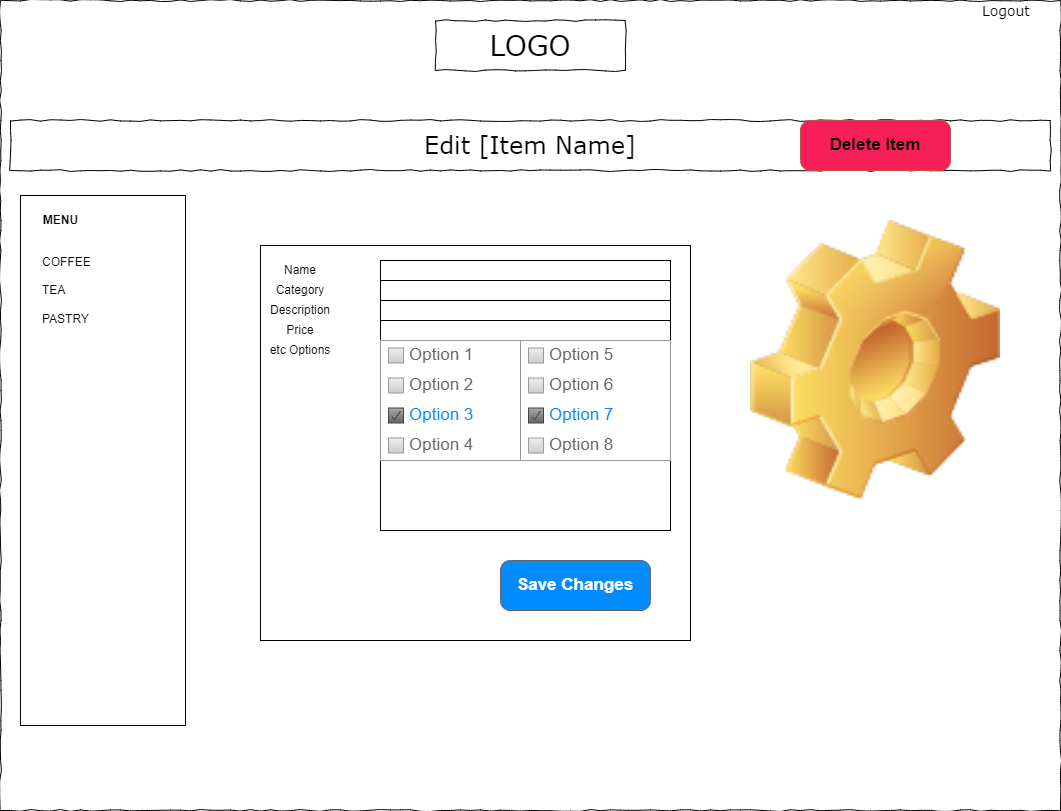 Logout
LOGO
Edit [Item Name]
Delete Item
MENU
COFFEE
TEA
PASTRY
Name
Category
Description
Price
etc Options
Option 1
Option 2
Option 3
Option 4
Option 5
Option 6
Option 7
Option 8
Save Changes